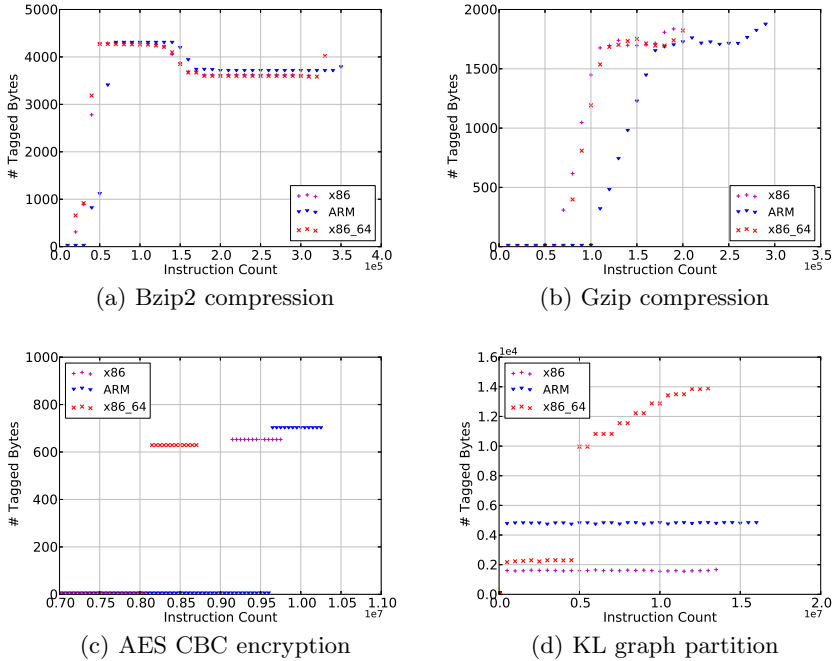 5000
4000
3000
2000
1000
0
# Tagged Bytes
x86
ARM
x86_64
0.0 0.5 1.0 1.5 2.0 2.5 3.0 3.5 4.0
Instruction Count
1e5
(a) Bzip2 compression
2000
1500
1000
500
0
# Tagged Bytes
x86
ARM
x86_64
0.0 0.5 1.0 1.5 2.0 2.5 3.0 3.5
Instruction Count
1e5
(b) Gzip compression
1000
800
600
400
200
0
# Tagged Bytes
x86
ARM
x86_64
0.70 0.75 0.80 0.85 0.90 0.95 1.00 1.05 1.10
Instruction Count
1e7
(c) AES CBC encryption
1e4
1.6
1.4
1.2
1.0
0.8
0.6
0.4
0.2
0.0
# Tagged Bytes
x86
ARM
x86_64
0.0 0.5 1.0 1.5 2.0
Instruction Count
1e7
(d) KL graph partition